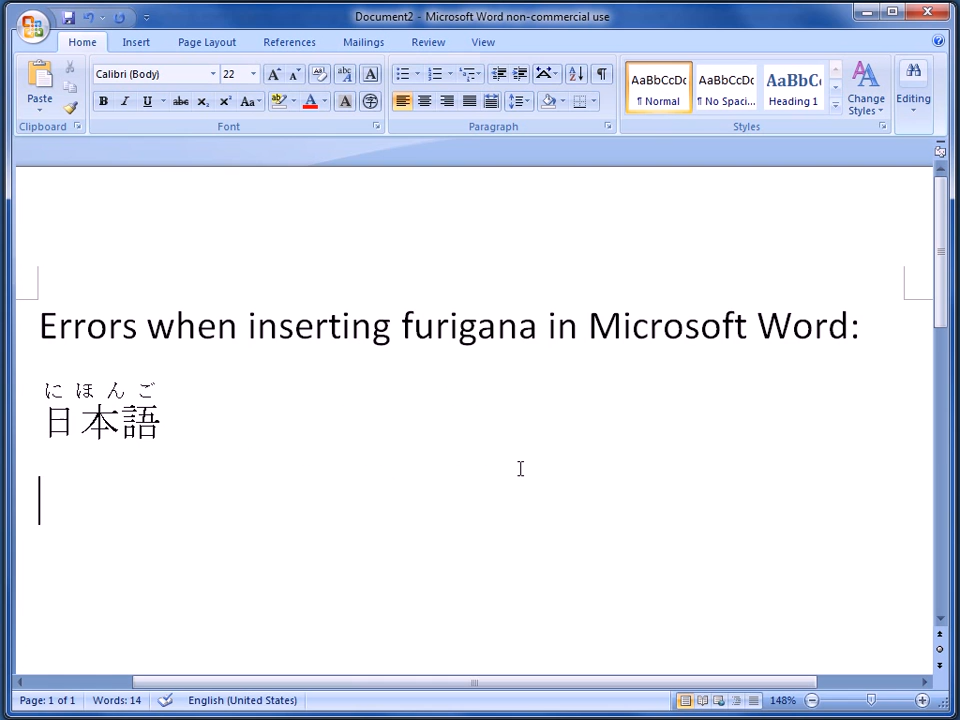 Document2 - Microsoft Word non-commercial use
Home Insert Page Layout References Mailings Review View
Calibri (Body) 22
AaBbCcDc AaBbCcDc AaBbC
Paste
¶ Normal ¶ No Spaci... Heading 1
Change Styles
Editing
Clipboard Font Paragraph Styles
Errors when inserting furigana in Microsoft Word:
にほんご
日本語
Page: 1 of 1 Words: 14 English (United States) 148%